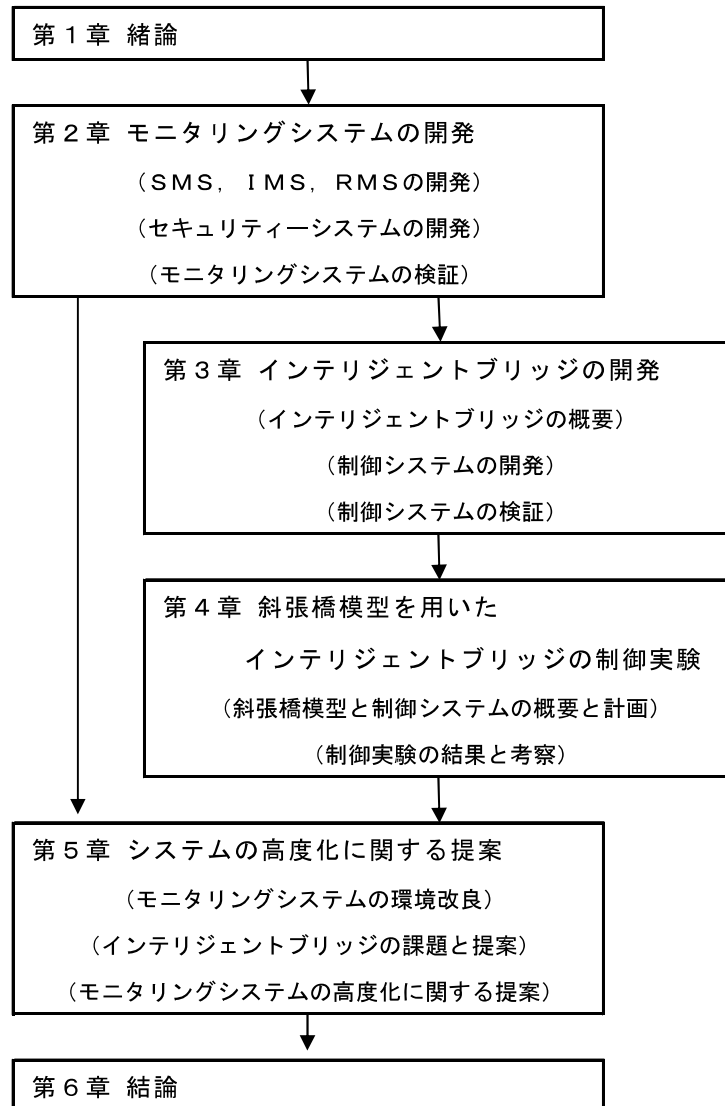 第１章 緒論
第２章 モニタリングシステムの開発
（ＳＭＳ，ＩＭＳ，ＲＭＳの開発）
（セキュリティーシステムの開発）
（モニタリングシステムの検証）
第３章 インテリジェントブリッジの開発
（インテリジェントブリッジの概要）
（制御システムの開発）
（制御システムの検証）
第４章 斜張橋模型を用いた
インテリジェントブリッジの制御実験
（斜張橋模型と制御システムの概要と計画）
（制御実験の結果と考察）
第５章 システムの高度化に関する提案
（モニタリングシステムの環境改良）
（インテリジェントブリッジの課題と提案）
（モニタリングシステムの高度化に関する提案）
第６章 結論